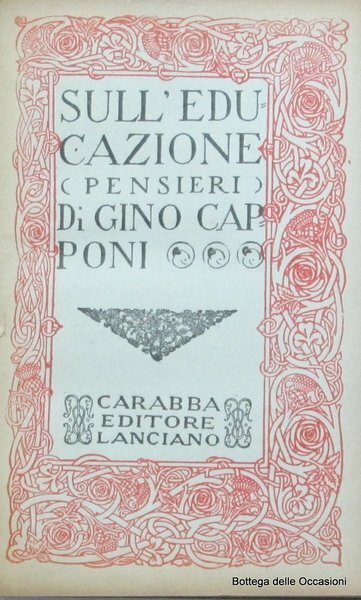 SULL'EDU=
CAZIONE
(PENSIERI)
Di GINO CAP=
PONI
CARABBA
EDITORE
LANCIANO
Bottega delle Occasioni